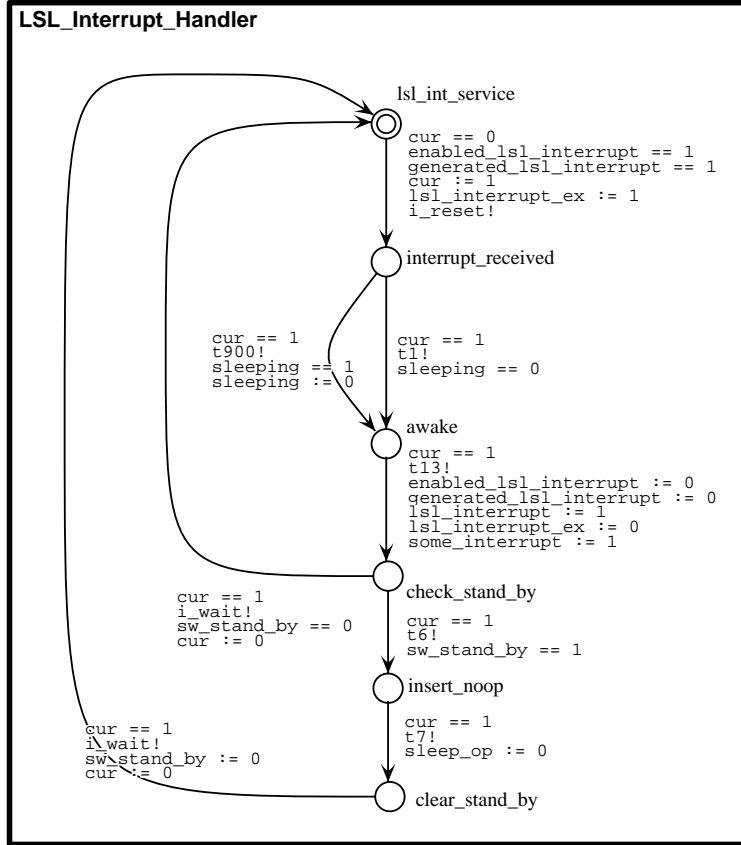 LSL_Interrupt_Handler
lsl_int_service
cur == 0
enabled_lsl_interrupt == 1
generated_lsl_interrupt == 1
cur := 1
lsl_interrupt_ex := 1
i_reset!
interrupt_received
cur == 1
t900!
sleeping == 1
sleeping := 0
cur == 1
t1!
sleeping == 0
awake
cur == 1
t13!
enabled_lsl_interrupt := 0
generated_lsl_interrupt := 0
lsl_interrupt := 1
lsl_interrupt_ex := 0
some_interrupt := 1
check_stand_by
cur == 1
i_wait!
sw_stand_by == 0
cur := 0
cur == 1
t6!
sw_stand_by == 1
insert_noop
cur == 1
t7!
sleep_op := 0
cur == 1
i_wait!
sw_stand_by := 0
cur := 0
clear_stand_by